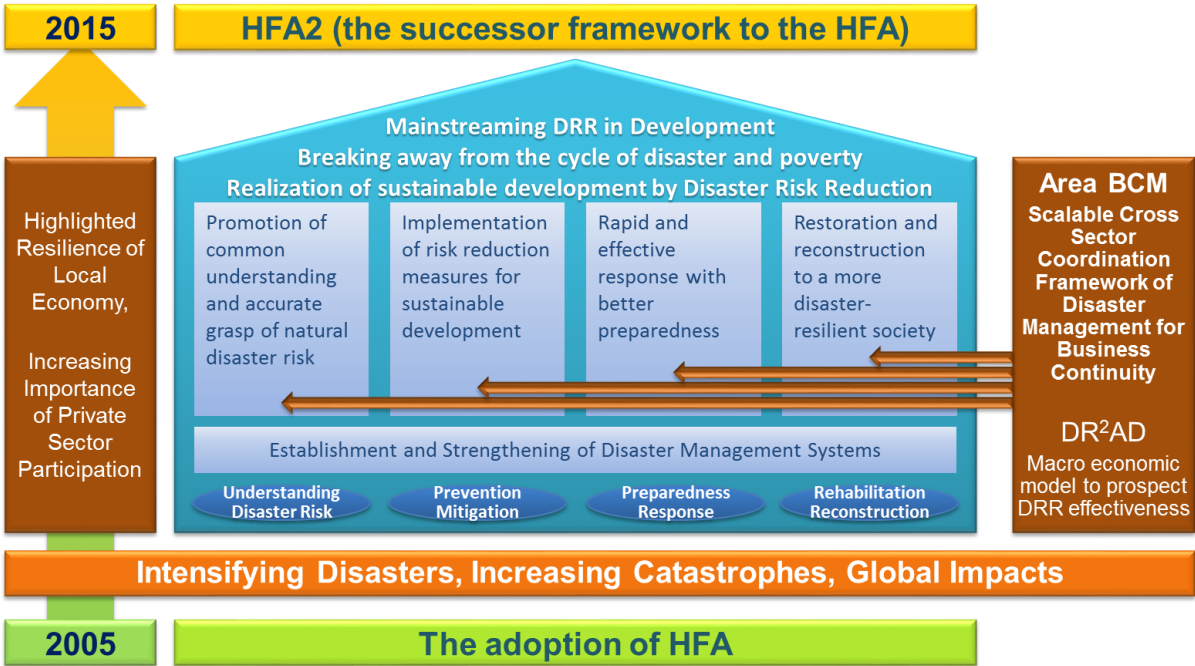 2015
HFA2 (the successor framework to the HFA)
Highlighted
Resilience of
Local
Economy,
Increasing
Importance
of Private
Sector
Participation
Mainstreaming DRR in Development
Breaking away from the cycle of disaster and poverty
Realization of sustainable development by Disaster Risk Reduction
Promotion of
common
understanding
and accurate
grasp of natural
disaster risk
Implementation
of risk reduction
measures for
sustainable
development
Rapid and
effective
response with
better
preparedness
Restoration and
reconstruction
to a more
disaster-
resilient society
Establishment and Strengthening of Disaster Management Systems
Understanding
Disaster Risk
Prevention
Mitigation
Preparedness
Response
Rehabilitation
Reconstruction
Area BCM
Scalable Cross
Sector
Coordination
Framework of
Disaster
Management for
Business
Continuity
DR²AD
Macro economic
model to prospect
DRR effectiveness
Intensifying Disasters, Increasing Catastrophes, Global Impacts
2005
The adoption of HFA